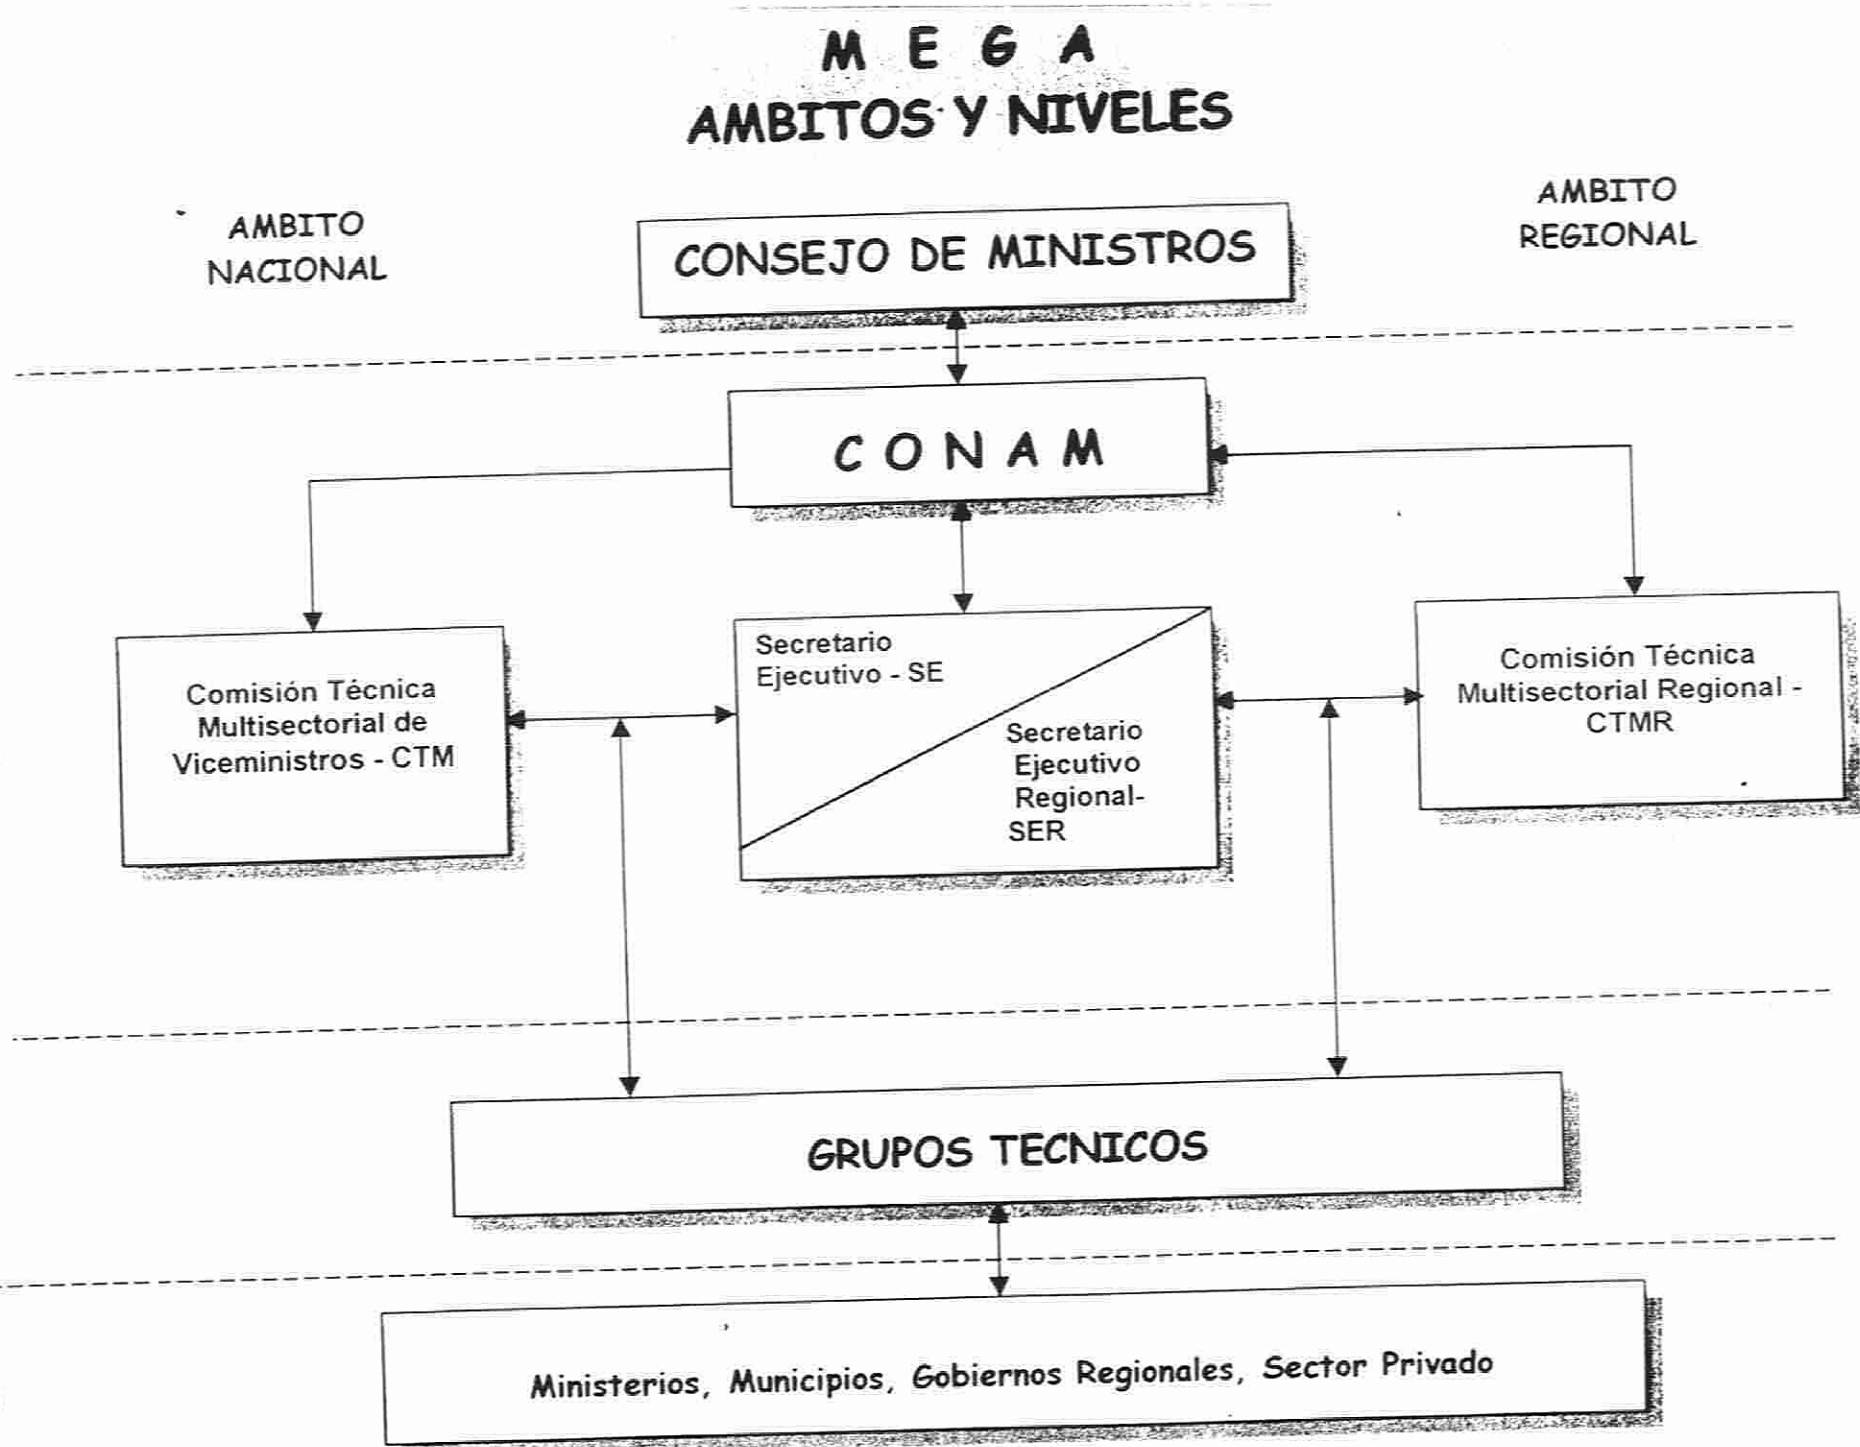 M E G A
AMBITOS Y NIVELES
AMBITO
NACIONAL
AMBITO
REGIONAL
CONSEJO DE MINISTROS
C O N A M
Comisión Técnica
Multisectorial de
Viceministros - CTM
Secretario
Ejecutivo - SE
Secretario
Ejecutivo
Regional-
SER
Comisión Técnica
Multisectorial Regional -
CTMR
GRUPOS TECNICOS
Ministerios, Municipios, Gobiernos Regionales, Sector Privado